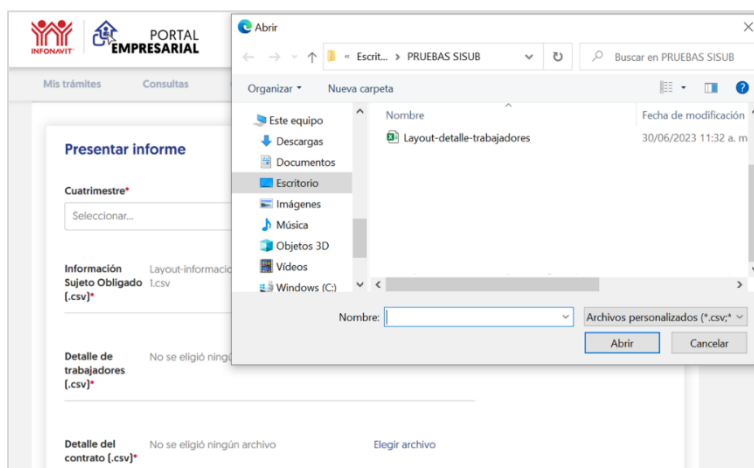 INFONAVIT
PORTAL
EMPRESARIAL
Mis trámites
Consultas
Presentar informe
Cuatrimestre*
Seleccionar...
Información
Sujeto Obligado
(.csv)*
Layout-informacio
1.csv
Detalle de
trabajadores
(.csv)*
No se eligió ning
Detalle del
contrato (.csv)*
No se eligió ningún archivo
Elegir archivo
Abrir
« Escrit... > PRUEBAS SISUB
Buscar en PRUEBAS SISUB
Organizar
Nueva carpeta
Este equipo
Descargas
Documentos
Escritorio
Imágenes
Música
Objetos 3D
Vídeos
Windows (C:)
Nombre
Fecha de modificación
Layout-detalle-trabajadores
30/06/2023 11:32 a. m
Nombre:
Archivos personalizados (*.csv;*
Abrir
Cancelar